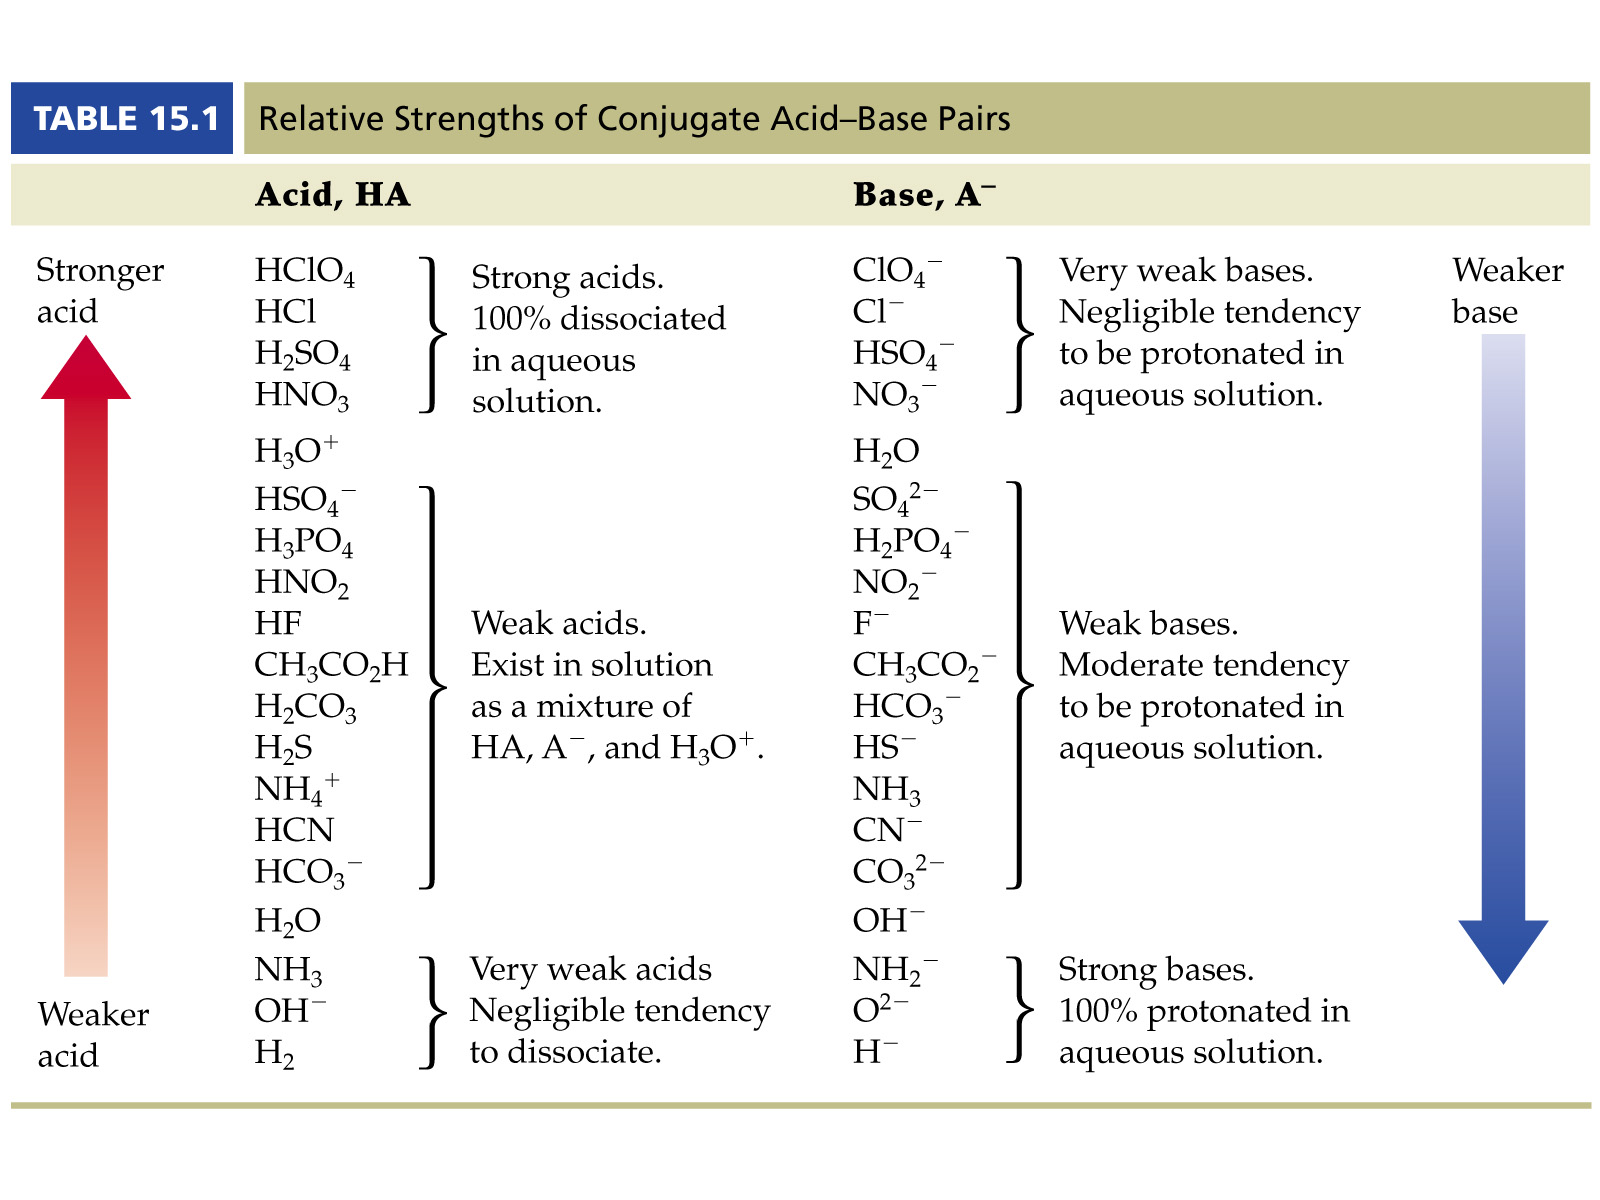 TABLE 15.1 Relative Strengths of Conjugate Acid–Base Pairs
Acid, HA Base, A⁻
Stronger acid
HClO₄
HCl
H₂SO₄
HNO₃
Strong acids.
100% dissociated
in aqueous
solution.
ClO₄⁻
Cl⁻
HSO₄⁻
NO₃⁻
Very weak bases.
Negligible tendency
to be protonated in
aqueous solution.
Weaker
base
H₃O⁺ H₂O
HSO₄⁻
H₃PO₄
HNO₂
HF
CH₃CO₂H
H₂CO₃
H₂S
NH₄⁺
HCN
HCO₃⁻
Weak acids.
Exist in solution
as a mixture of
HA, A⁻, and H₃O⁺.
SO₄²⁻
H₂PO₄⁻
NO₂⁻
F⁻
CH₃CO₂⁻
HCO₃⁻
HS⁻
NH₃
CN⁻
CO₃²⁻
Weak bases.
Moderate tendency
to be protonated in
aqueous solution.
H₂O OH⁻
Weaker
acid
NH₃
OH⁻
H₂
Very weak acids
Negligible tendency
to dissociate.
NH₂⁻
O²⁻
H⁻
Strong bases.
100% protonated in
aqueous solution.